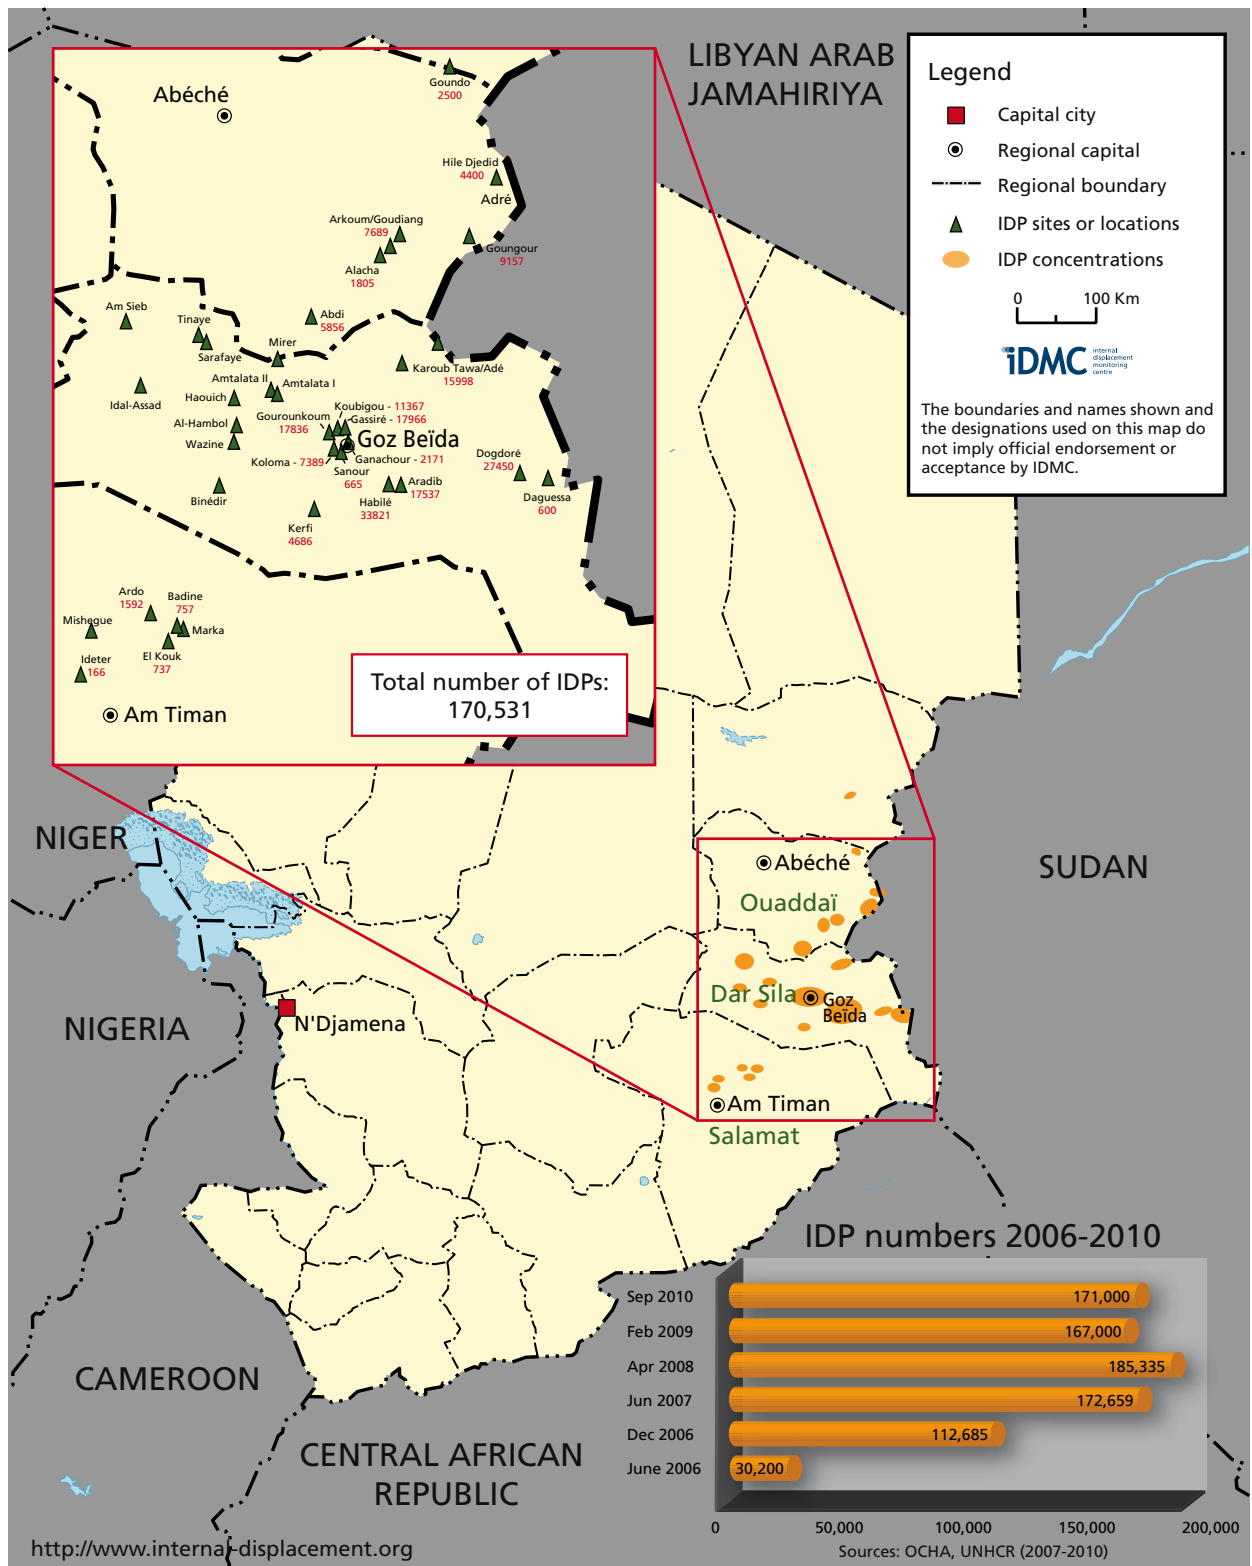 LIBYAN ARAB
JAMAHIRIYA
Legend
Capital city
Regional capital
Regional boundary
IDP sites or locations
IDP concentrations
0 100 Km
iDMC
internal
displacement
monitoring
centre
The boundaries and names shown and
the designations used on this map do
not imply official endorsement or
acceptance by IDMC.
Goundo
2500
Abéché
Hile Djedid
4400
Adré
Arkoum/Goudiang
7689
Goungour
9157
Alacha
1805
Am Sieb
Abdi
5856
Tinaye
Sarafaye
Mirer
Karoub Tawa/Adé
15998
Amtalata II
Amtalata I
Idal-Assad
Haouich
Koubigou - 11367
Gourounkoum
17836
Gassiré - 17966
Al-Hambol
Wazine
Goz Beïda
Koloma - 7389
Ganachour - 2171
Sanour
665
Dogdoré
27450
Binédir
Aradib
17537
Habilé
33821
Daguessa
600
Kerfi
4686
Ardo
1592
Badine
757
Mishegue
Marka
El Kouk
737
Ideter
166
Am Timan
Total number of IDPs:
170,531
NIGER
SUDAN
Abéché
Ouaddaï
Dar Sila
Goz
Beïda
NIGERIA
N'Djamena
Am Timan
Salamat
CAMEROON
CENTRAL AFRICAN
REPUBLIC
IDP numbers 2006-2010
Sep 2010 171,000
Feb 2009 167,000
Apr 2008 185,335
Jun 2007 172,659
Dec 2006 112,685
June 2006 30,200
0 50,000 100,000 150,000 200,000
Sources: OCHA, UNHCR (2007-2010)
http://www.internal-displacement.org